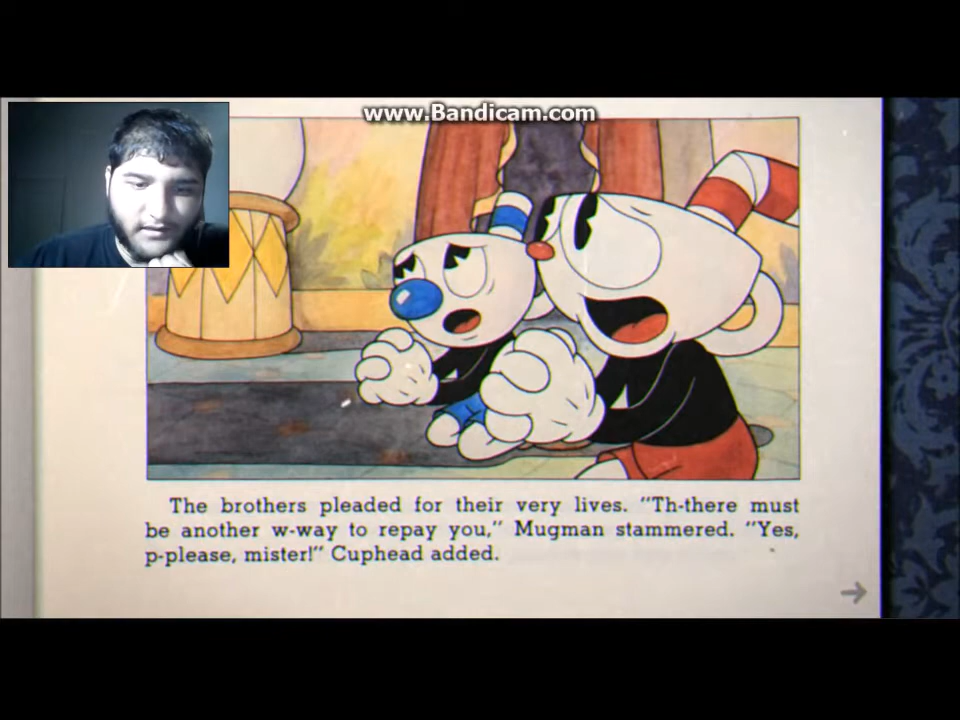 www.Bandicam.com
The brothers pleaded for their very lives. "Th-there must
be another w-way to repay you," Mugman stammered. "Yes,
p-please, mister!" Cuphead added.